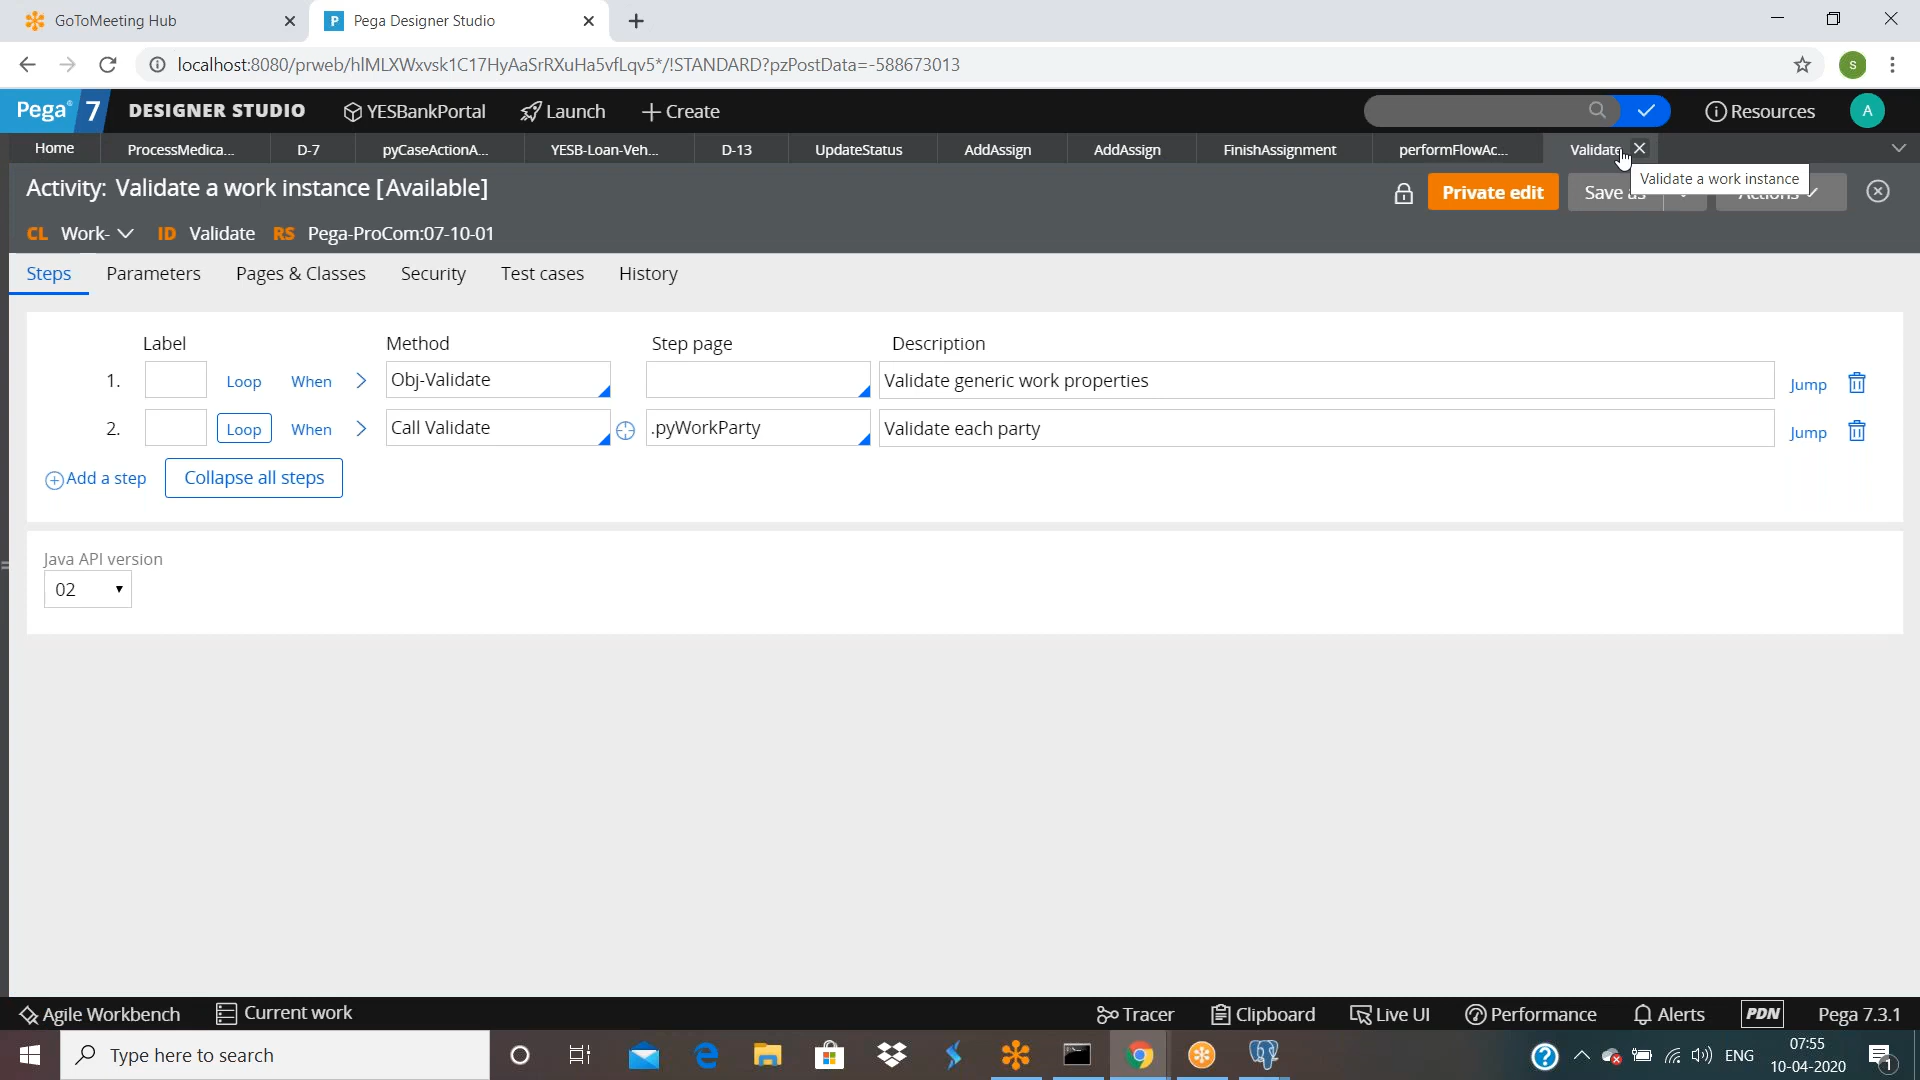 GoToMeeting Hub
Pega Designer Studio
localhost:8080/prweb/hIMLXWxvsk1C17HyAaSrRXuHa5vfLqv5*/!STANDARD?pzPostData=-588673013
S
Pega 7 DESIGNER STUDIO YESBankPortal Launch Create Resources A
Home ProcessMedica... D-7 pyCaseActionA... YESB-Loan-Veh... D-13 UpdateStatus AddAssign AddAssign FinishAssignment performFlowAc... Validate
Validate a work instance
Activity: Validate a work instance [Available]
Private edit Save as Actions
CL Work- ID Validate RS Pega-ProCom:07-10-01
Steps Parameters Pages & Classes Security Test cases History
Label Method Step page Description
1. Loop When Obj-Validate Validate generic work properties Jump
2. Loop When Call Validate .pyWorkParty Validate each party Jump
Add a step Collapse all steps
Java API version
02
Agile Workbench Current work Tracer Clipboard Live UI Performance Alerts PDN Pega 7.3.1
Type here to search
ENG
07:55
10-04-2020
1